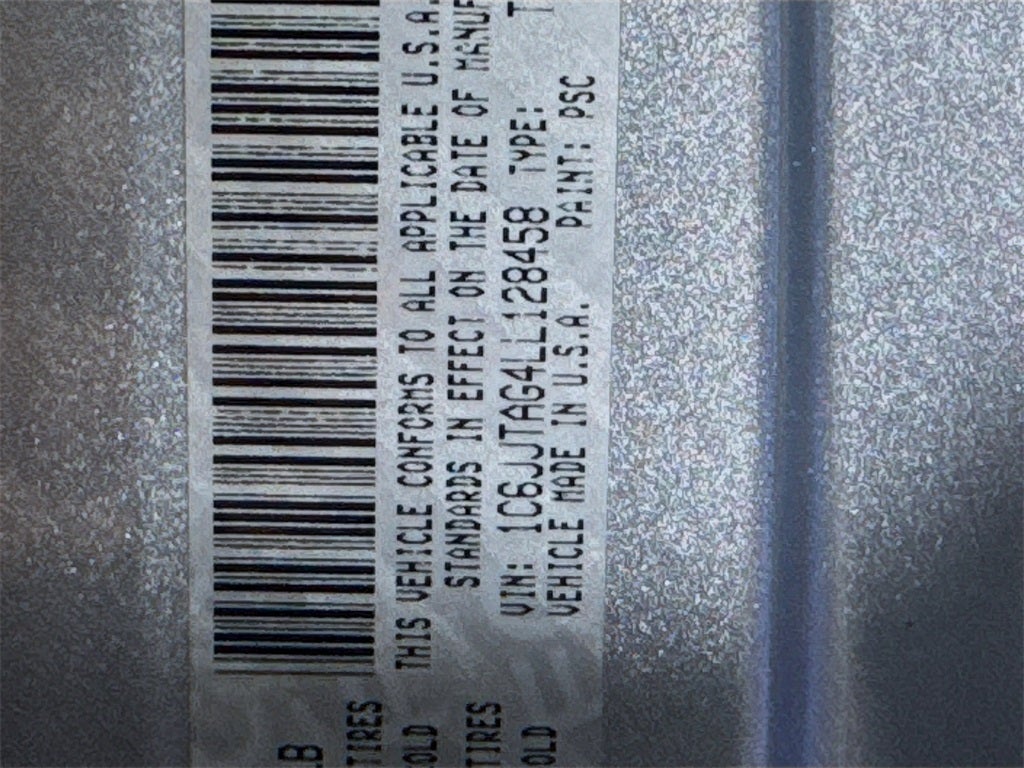 THIS VEHICLE CONFORMS TO ALL APPLICABLE U.S.A.
STANDARDS IN EFFECT ON THE DATE OF MANUF
VIN: 1C6JJTAG4LL128458 TYPE: T
VEHICLE MADE IN U.S.A. PAINT: PSC
LB
TIRES
OLD
TIRES
OLD